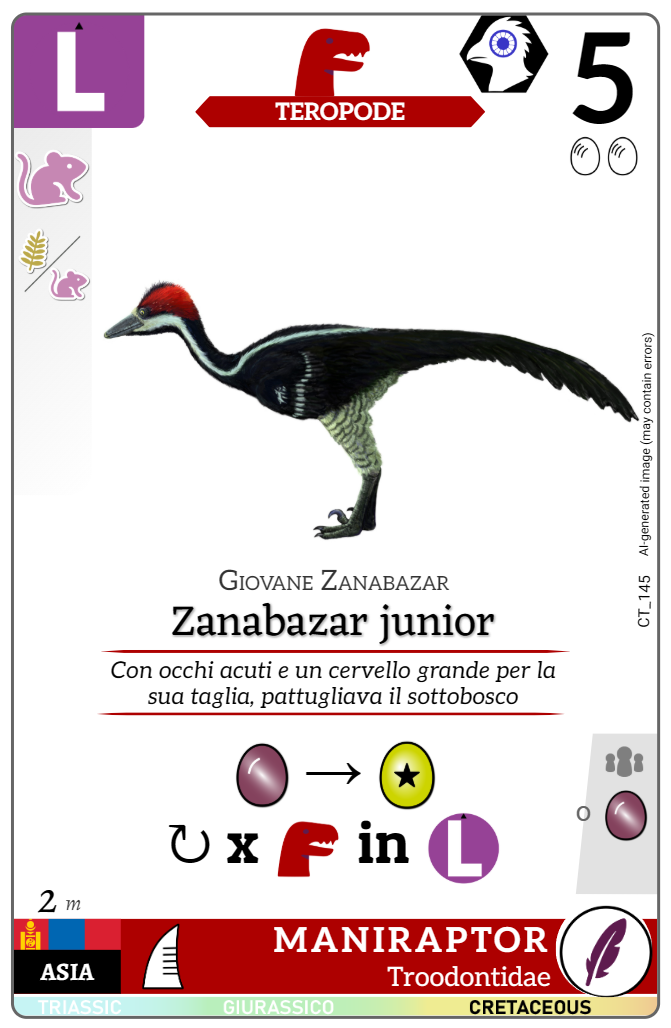 L
TEROPODE
5
AI-generated image (may contain errors)
CT_145
Giovane Zanabazar
Zanabazar junior
Con occhi acuti e un cervello grande per la
sua taglia, pattugliava il sottobosco
→
↻ x in L
o
2 m
ASIA
MANIRAPTOR
Troodontidae
TRIASSIC GIURASSICO CRETACEOUS